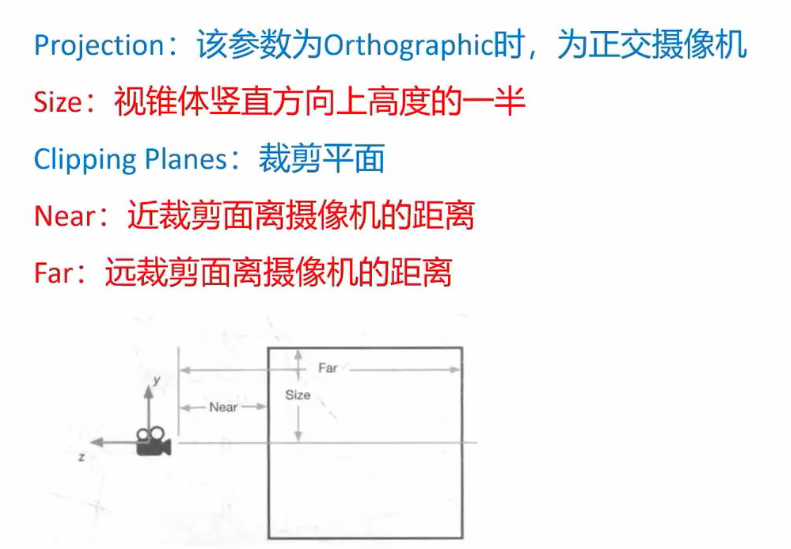 Projection：该参数为Orthographic时，为正交摄像机
Size：视锥体竖直方向上高度的一半
Clipping Planes：裁剪平面
Near：近裁剪面离摄像机的距离
Far：远裁剪面离摄像机的距离
Far
y
Size
Near
z